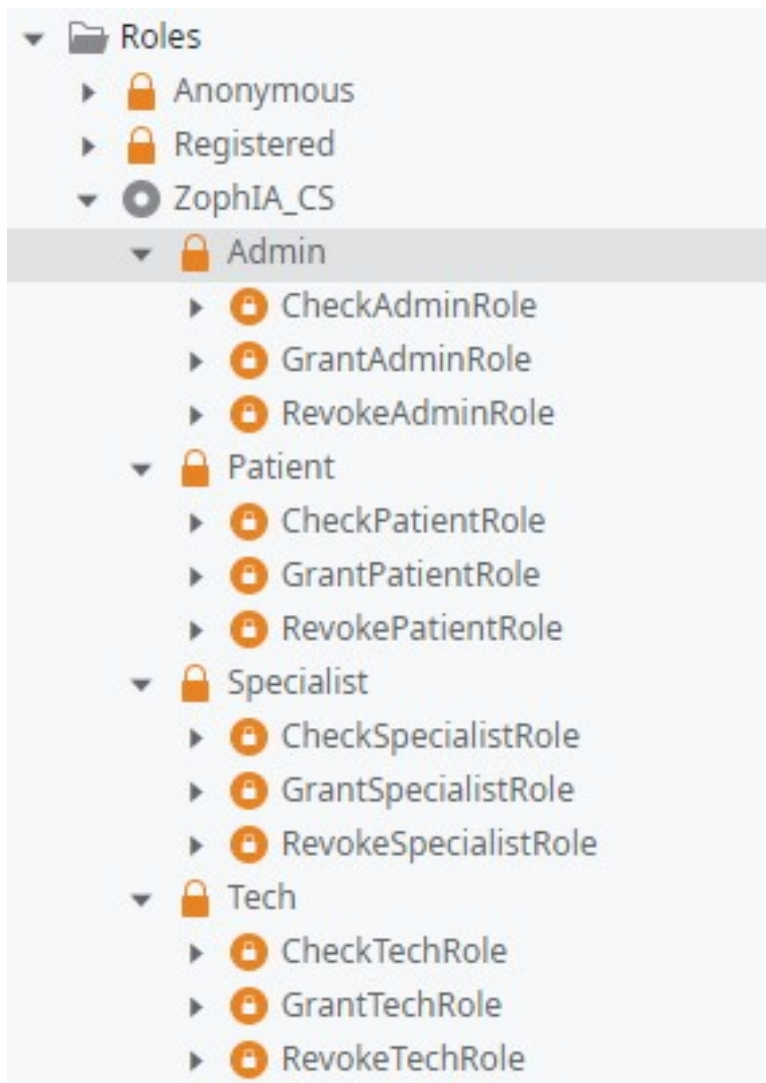 Roles
Anonymous
Registered
ZophIA_CS
Admin
CheckAdminRole
GrantAdminRole
RevokeAdminRole
Patient
CheckPatientRole
GrantPatientRole
RevokePatientRole
Specialist
CheckSpecialistRole
GrantSpecialistRole
RevokeSpecialistRole
Tech
CheckTechRole
GrantTechRole
RevokeTechRole